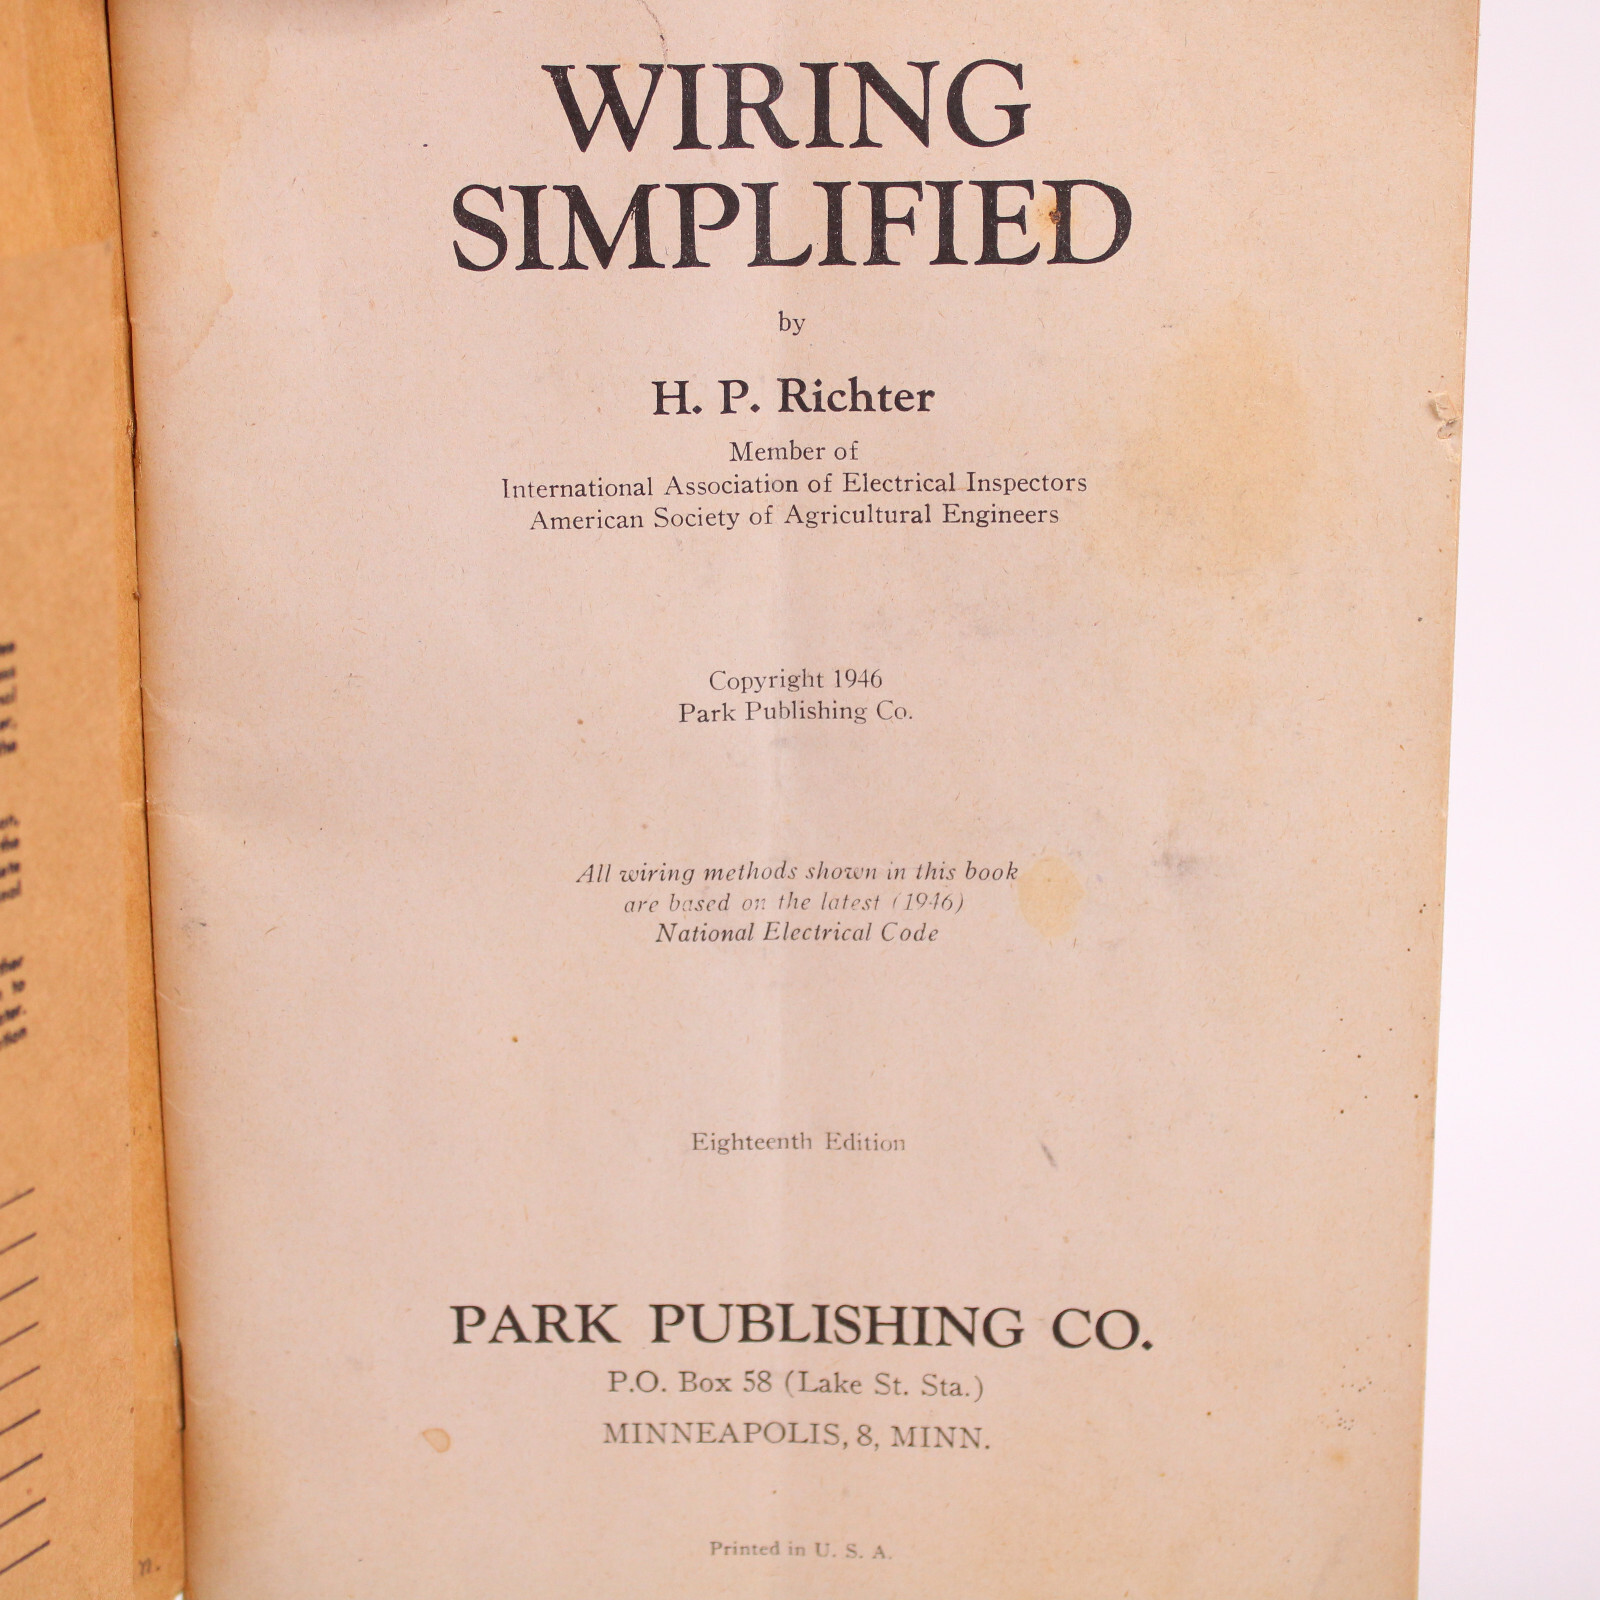 WIRING
SIMPLIFIED
by
H. P. Richter
Member of
International Association of Electrical Inspectors
American Society of Agricultural Engineers
Copyright 1946
Park Publishing Co.
All wiring methods shown in this book
are based on the latest (1946)
National Electrical Code
Eighteenth Edition
PARK PUBLISHING CO.
P.O. Box 58 (Lake St. Sta.)
MINNEAPOLIS, 8, MINN.
Printed in U. S. A.